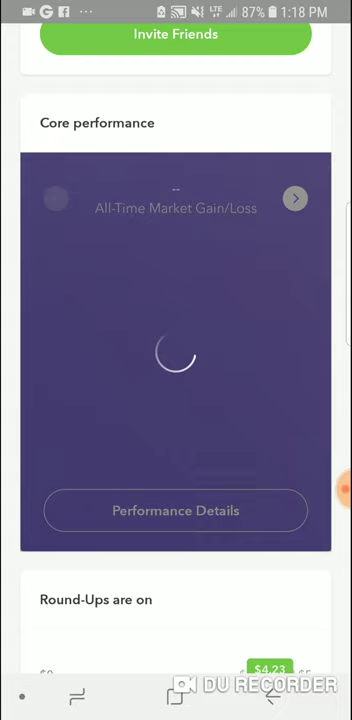 LTE 87% 1:18 PM
Invite Friends
Core performance
--
All-Time Market Gain/Loss
Performance Details
Round-Ups are on
$4.23
DU RECORDER